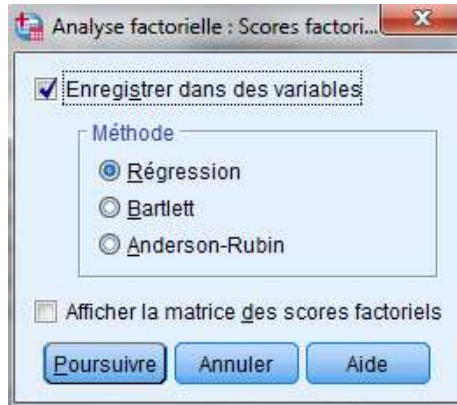 Analyse factorielle : Scores factori...
Enregistrer dans des variables
Méthode
Régression
Bartlett
Anderson-Rubin
Afficher la matrice des scores factoriels
Poursuivre Annuler Aide